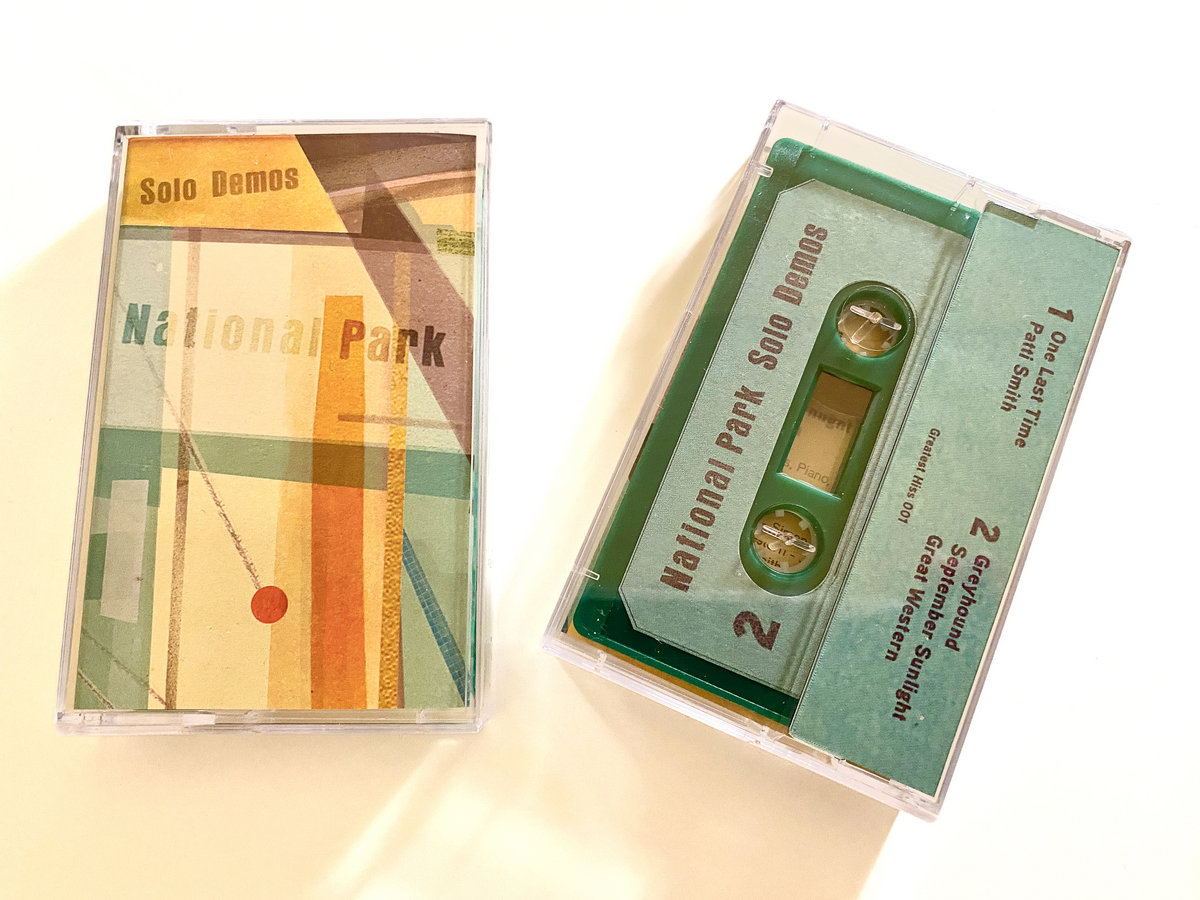 Solo Demos
National Park
National Park Solo Demos
2
1 One Last Time
Patti Smith
Greatest Hiss 001
2 Greyhound
September Sunlight
Great Western
Piano,